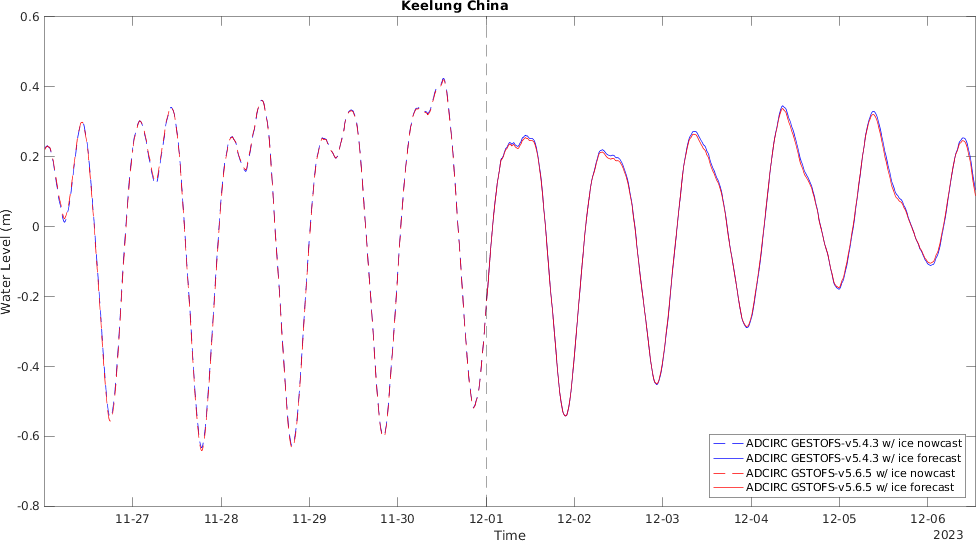 Keelung China
0.6
0.4
0.2
0
-0.2
-0.4
-0.6
-0.8
Water Level (m)
11-27 11-28 11-29 11-30 12-01 12-02 12-03 12-04 12-05 12-06
Time
2023
ADCIRC GESTOFS-v5.4.3 w/ ice nowcast
ADCIRC GESTOFS-v5.4.3 w/ ice forecast
ADCIRC GSTOFS-v5.6.5 w/ ice nowcast
ADCIRC GSTOFS-v5.6.5 w/ ice forecast